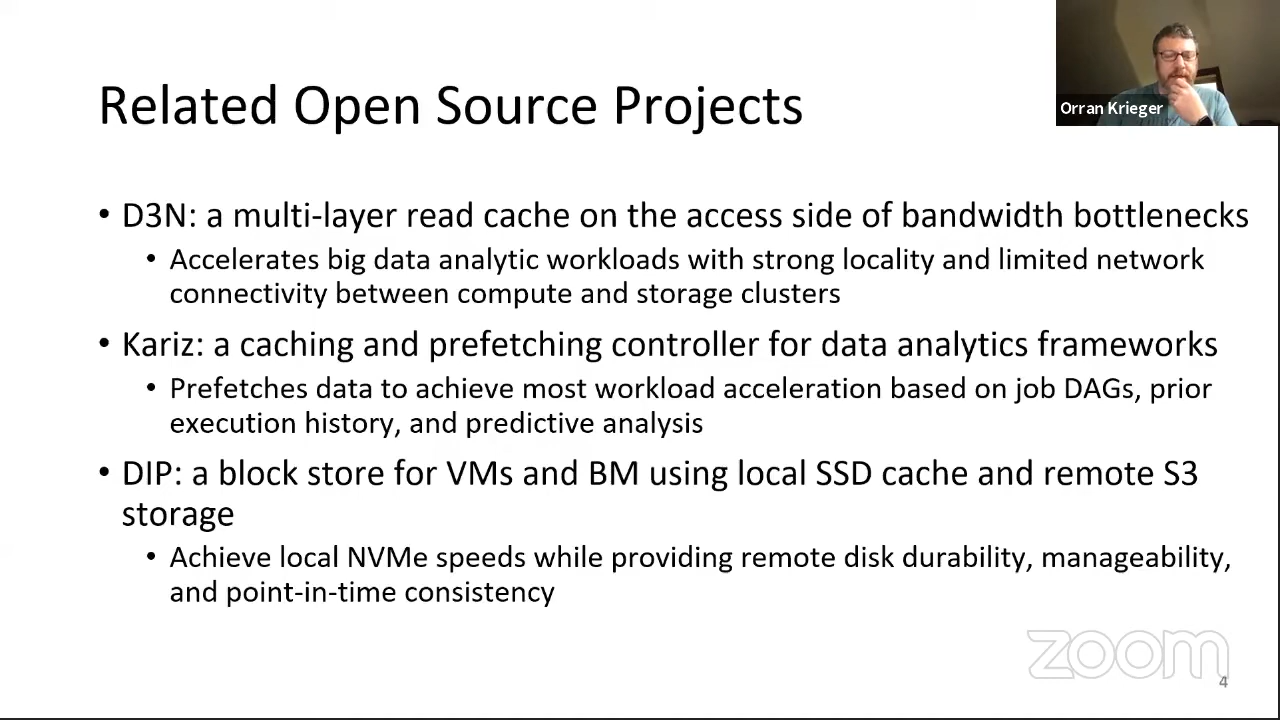 Related Open Source Projects
Orran Krieger
• D3N: a multi-layer read cache on the access side of bandwidth bottlenecks
• Accelerates big data analytic workloads with strong locality and limited network
connectivity between compute and storage clusters
• Kariz: a caching and prefetching controller for data analytics frameworks
• Prefetches data to achieve most workload acceleration based on job DAGs, prior
execution history, and predictive analysis
• DIP: a block store for VMs and BM using local SSD cache and remote S3
storage
• Achieve local NVMe speeds while providing remote disk durability, manageability,
and point-in-time consistency
zoom
4